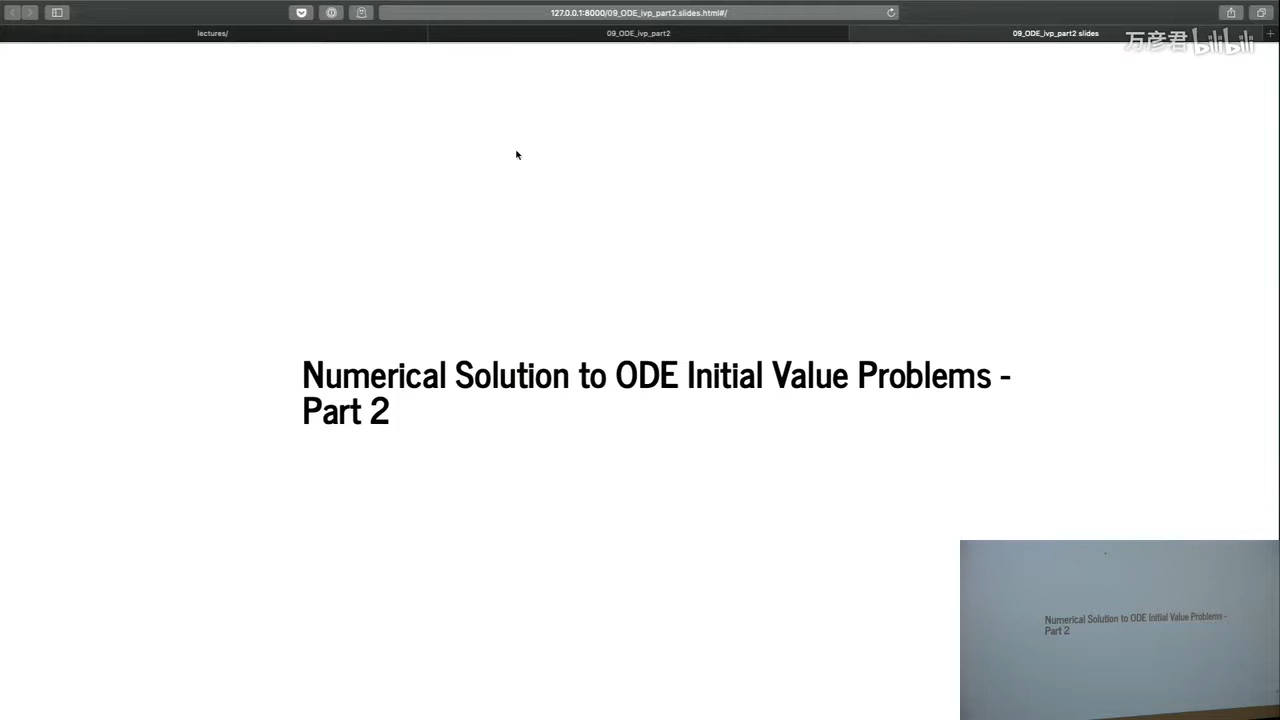 127.0.0.1:8000/09_ODE_ivp_part2.slides.html#/
lectures/
09_ODE_ivp_part2
09_ODE_ivp_part2 slides
万彦君 bilibili
Numerical Solution to ODE Initial Value Problems -
Part 2
Numerical Solution to ODE Initial Value Problems -
Part 2